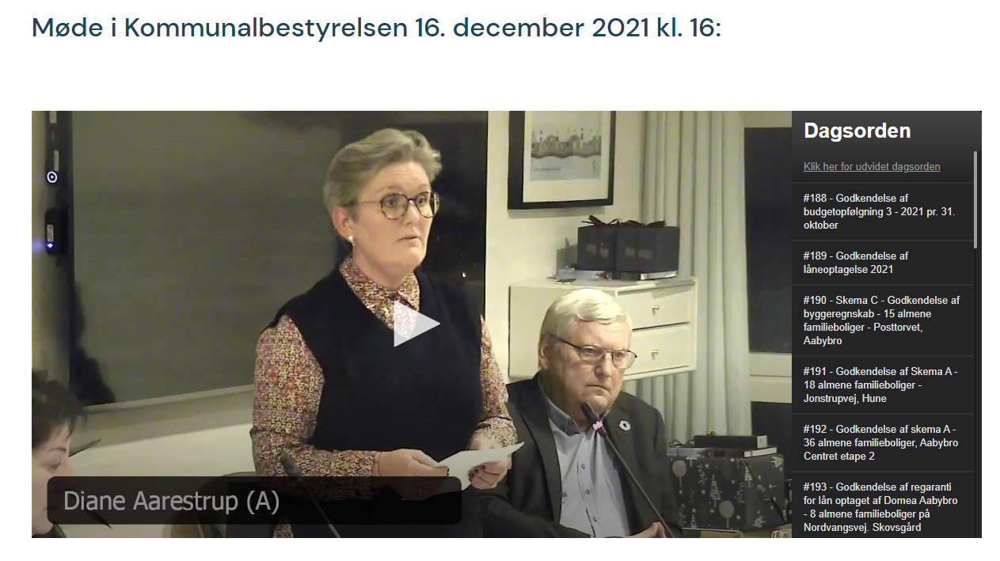 Møde i Kommunalbestyrelsen 16. december 2021 kl. 16:
Dagsorden
Klik her for udvidet dagsorden
#188 - Godkendelse af
budgetopfølgning 3 - 2021 pr. 31.
oktober
#189 - Godkendelse af
låneoptagelse 2021
#190 - Skema C - Godkendelse af
byggeregnskab - 15 almene
familieboliger - Posttorvet,
Aabybro
#191 - Godkendelse af Skema A -
18 almene familieboliger -
Jonstrupvej, Hune
#192 - Godkendelse af skema A -
36 almene familieboliger, Aabybro
Centret etape 2
#193 - Godkendelse af regaranti
for lån optaget af Domea Aabybro
- 8 almene familieboliger på
Nordvangsvej. Skovsgård
Diane Aarestrup (A)